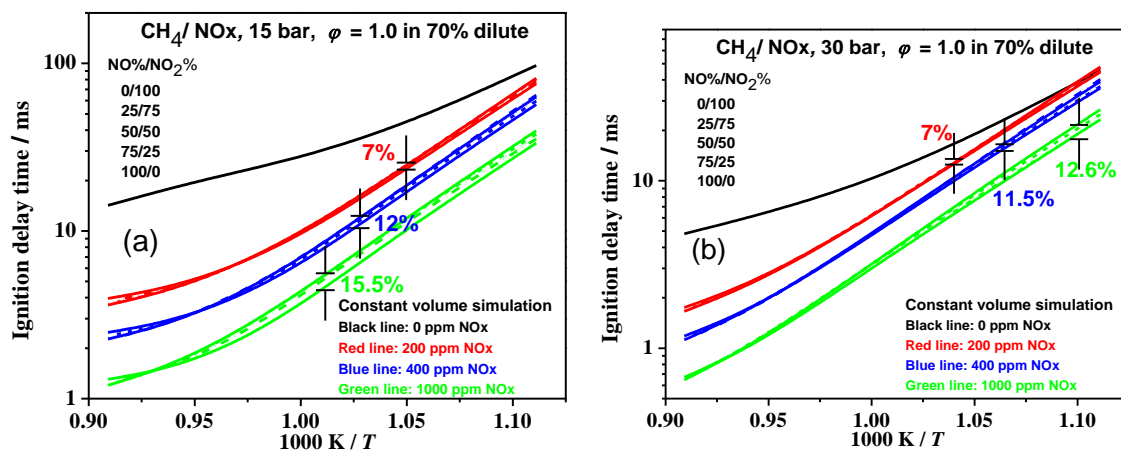 CH4/ NOx, 15 bar, φ = 1.0 in 70% dilute
NO%/NO2%
0/100
25/75
50/50
75/25
100/0
7%
12%
15.5%
(a)
Constant volume simulation
Black line: 0 ppm NOx
Red line: 200 ppm NOx
Blue line: 400 ppm NOx
Green line: 1000 ppm NOx
Ignition delay time / ms
100
10
1
0.90 0.95 1.00 1.05 1.10
1000 K / T
CH4/ NOx, 30 bar, φ = 1.0 in 70% dilute
NO%/NO2%
0/100
25/75
50/50
75/25
100/0
7%
11.5%
12.6%
(b)
Constant volume simulation
Black line: 0 ppm NOx
Red line: 200 ppm NOx
Blue line: 400 ppm NOx
Green line: 1000 ppm NOx
Ignition delay time / ms
10
1
0.90 0.95 1.00 1.05 1.10
1000 K / T